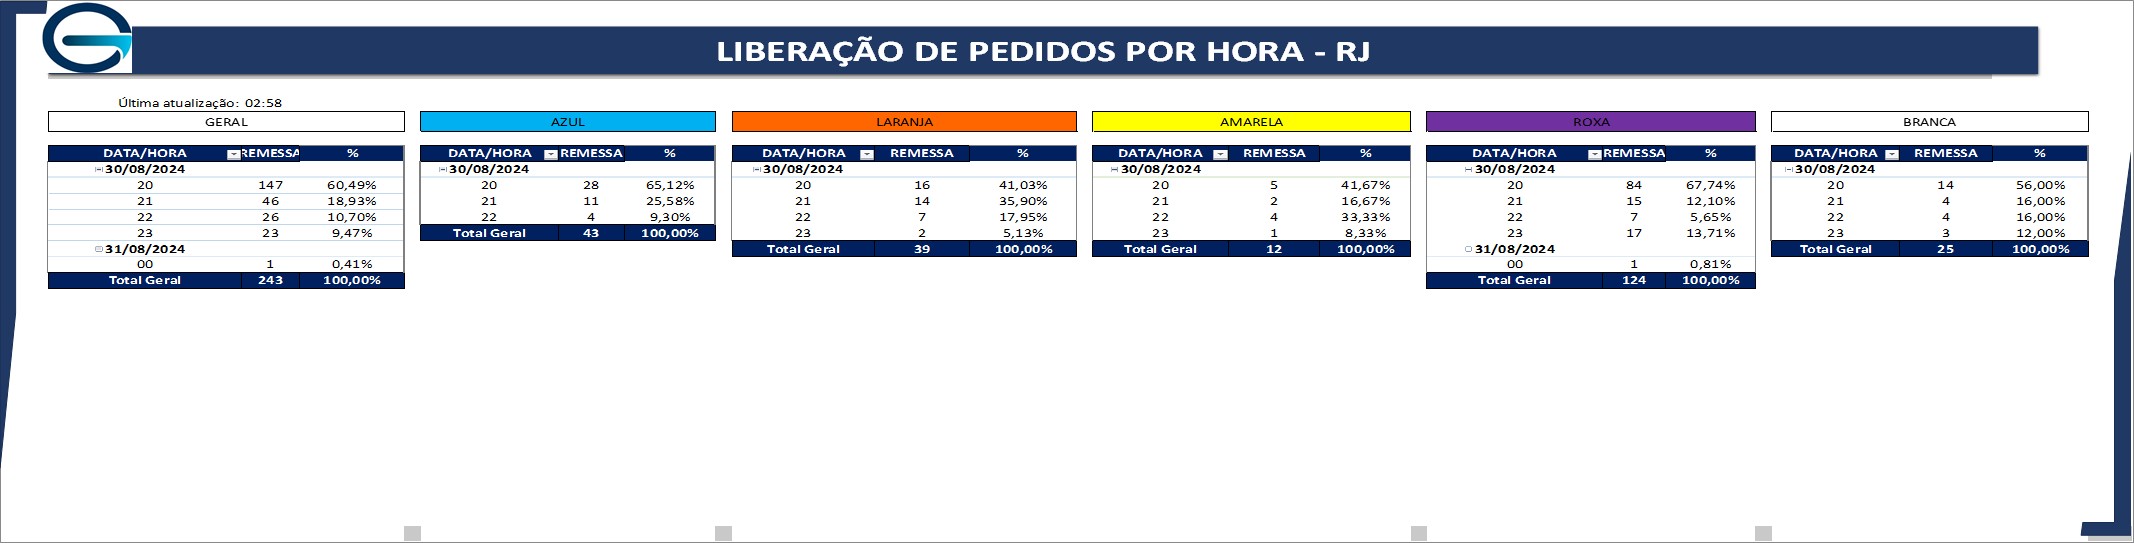 LIBERAÇÃO DE PEDIDOS POR HORA - RJ
Última atualização: 02:58
GERAL
DATA/HORA REMESSA %
30/08/2024
20 147 60,49%
21 46 18,93%
22 26 10,70%
23 23 9,47%
31/08/2024
00 1 0,41%
Total Geral 243 100,00%
AZUL
DATA/HORA REMESSA %
30/08/2024
20 28 65,12%
21 11 25,58%
22 4 9,30%
Total Geral 43 100,00%
LARANJA
DATA/HORA REMESSA %
30/08/2024
20 16 41,03%
21 14 35,90%
22 7 17,95%
23 2 5,13%
Total Geral 39 100,00%
AMARELA
DATA/HORA REMESSA %
30/08/2024
20 5 41,67%
21 2 16,67%
22 4 33,33%
23 1 8,33%
Total Geral 12 100,00%
ROXA
DATA/HORA REMESSA %
30/08/2024
20 84 67,74%
21 15 12,10%
22 7 5,65%
23 17 13,71%
31/08/2024
00 1 0,81%
Total Geral 124 100,00%
BRANCA
DATA/HORA REMESSA %
30/08/2024
20 14 56,00%
21 4 16,00%
22 4 16,00%
23 3 12,00%
Total Geral 25 100,00%